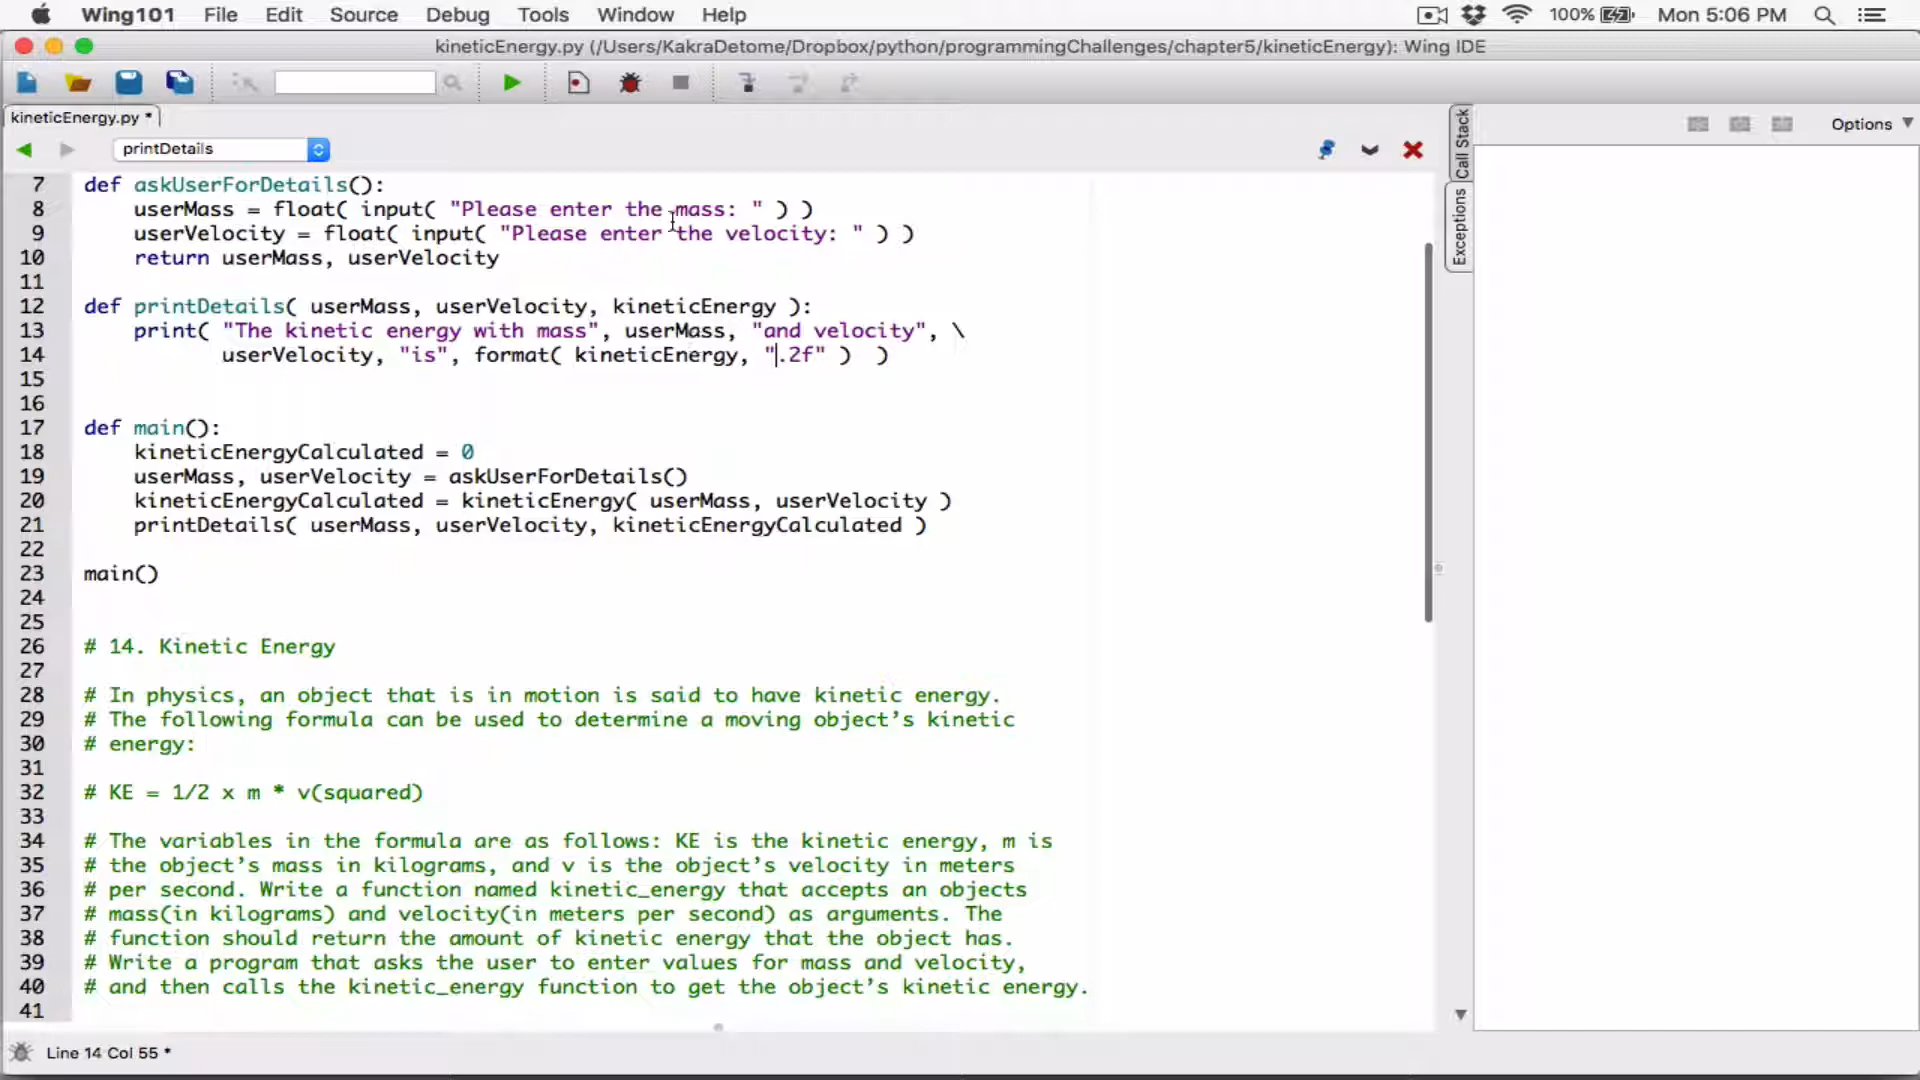 Wing101 File Edit Source Debug Tools Window Help 100% Mon 5:06 PM
kineticEnergy.py (/Users/KakraDetome/Dropbox/python/programmingChallenges/chapter5/kineticEnergy): Wing IDE
kineticEnergy.py *
printDetails
Call Stack
Exceptions
Options
7 def askUserForDetails():
8 userMass = float( input( "Please enter the mass: " ) )
9 userVelocity = float( input( "Please enter the velocity: " ) )
10 return userMass, userVelocity
11
12 def printDetails( userMass, userVelocity, kineticEnergy ):
13 print( "The kinetic energy with mass", userMass, "and velocity", \
14 userVelocity, "is", format( kineticEnergy, ".2f" ) )
15
16
17 def main():
18 kineticEnergyCalculated = 0
19 userMass, userVelocity = askUserForDetails()
20 kineticEnergyCalculated = kineticEnergy( userMass, userVelocity )
21 printDetails( userMass, userVelocity, kineticEnergyCalculated )
22
23 main()
24
25
26 # 14. Kinetic Energy
27
28 # In physics, an object that is in motion is said to have kinetic energy.
29 # The following formula can be used to determine a moving object’s kinetic
30 # energy:
31
32 # KE = 1/2 x m * v(squared)
33
34 # The variables in the formula are as follows: KE is the kinetic energy, m is
35 # the object’s mass in kilograms, and v is the object’s velocity in meters
36 # per second. Write a function named kinetic_energy that accepts an objects
37 # mass(in kilograms) and velocity(in meters per second) as arguments. The
38 # function should return the amount of kinetic energy that the object has.
39 # Write a program that asks the user to enter values for mass and velocity,
40 # and then calls the kinetic_energy function to get the object’s kinetic energy.
41
Line 14 Col 55 *